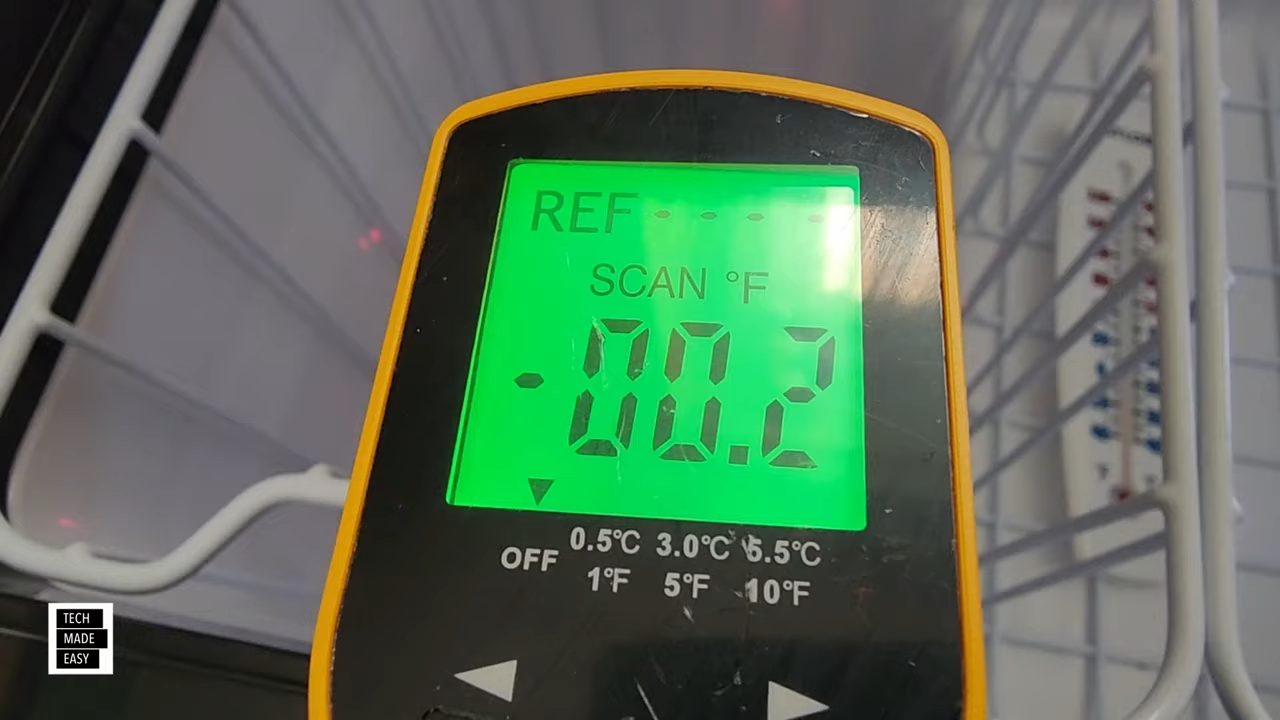 REF - - - -
SCAN °F
-00.2
0.5°C 3.0°C 5.5°C
OFF 1°F 5°F 10°F
TECH
MADE
EASY